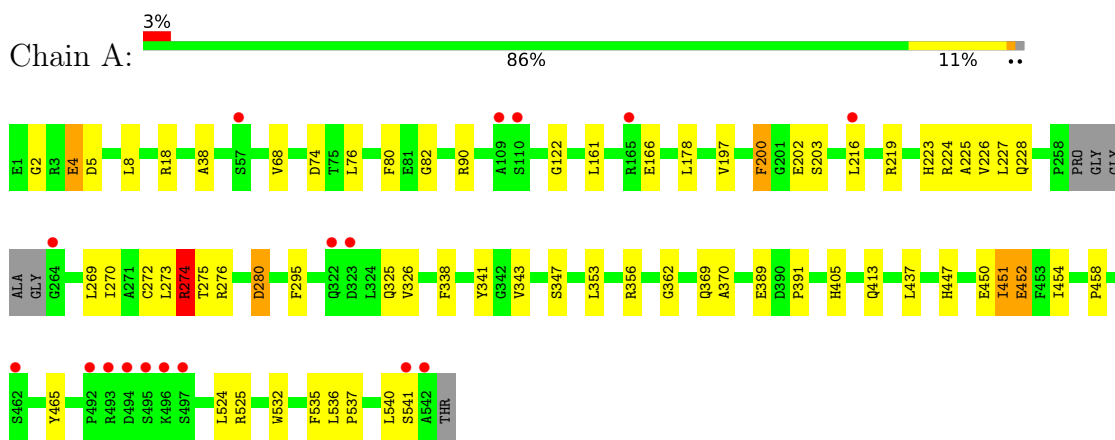 3%
Chain A:
86% 11% ••
E1 G2 R3 E4 D5 L8 R18 A38 S57 V68 D74 T75 L76 F80 E81 G82 R90 A109 S110 G122 L161 R165 E166 L178 V197 F200 G201 E202 S203 L216 R219 H223 R224 A225 V226 L227 Q228 P258 PRO GLY GLY
ALA GLY G264 L269 I270 A271 C272 L273 R274 T275 R276 D280 F295 Q322 D323 L324 Q325 V326 F338 Y341 G342 V343 S347 L353 R356 G362 Q369 A370 E389 D390 P391 H405 Q413 L437 H447 E450 I451 E452 F453 I454 P458
S462 Y465 P492 R493 D494 S495 K496 S497 L524 R525 W532 F535 L536 P537 L540 S541 A542 THR